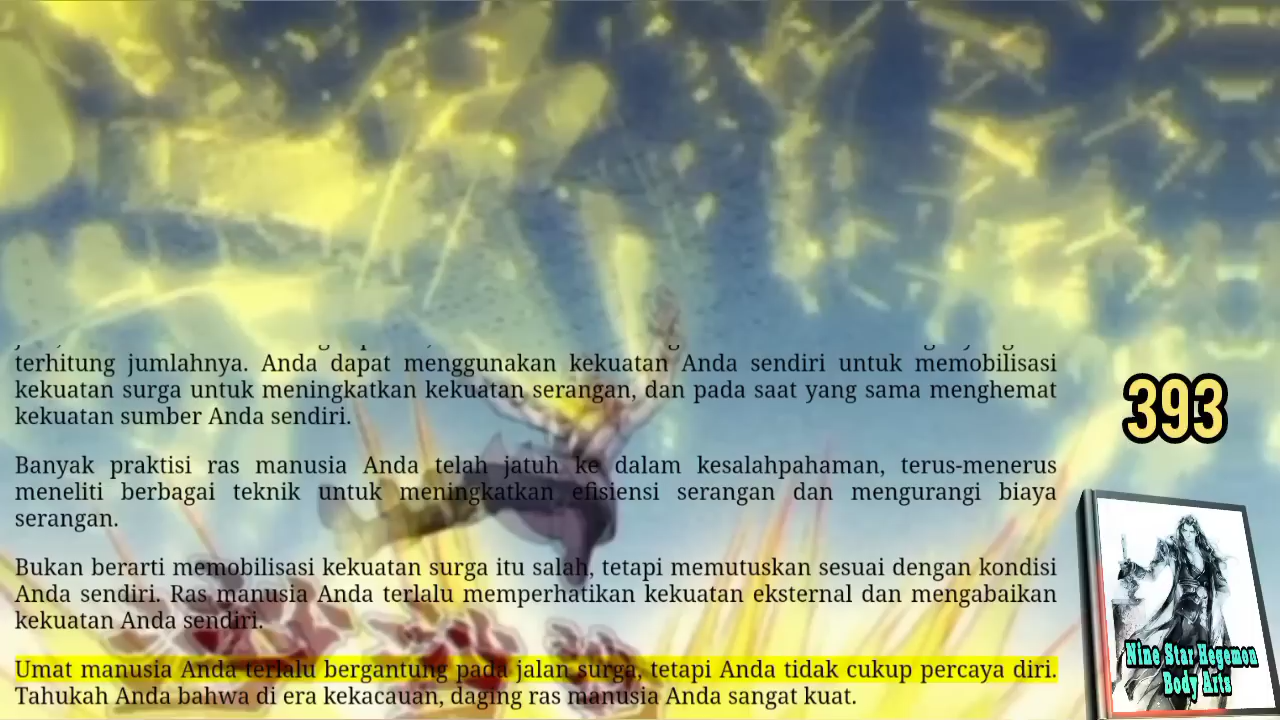 terhitung jumlahnya. Anda dapat menggunakan kekuatan Anda sendiri untuk memobilisasi
kekuatan surga untuk meningkatkan kekuatan serangan, dan pada saat yang sama menghemat
kekuatan sumber Anda sendiri.
Banyak praktisi ras manusia Anda telah jatuh ke dalam kesalahpahaman, terus-menerus
meneliti berbagai teknik untuk meningkatkan efisiensi serangan dan mengurangi biaya
serangan.
Bukan berarti memobilisasi kekuatan surga itu salah, tetapi memutuskan sesuai dengan kondisi
Anda sendiri. Ras manusia Anda terlalu memperhatikan kekuatan eksternal dan mengabaikan
kekuatan Anda sendiri.
Umat manusia Anda terlalu bergantung pada jalan surga, tetapi Anda tidak cukup percaya diri.
Tahukah Anda bahwa di era kekacauan, daging ras manusia Anda sangat kuat.
393
Nine Star Hegemon
Body Arts